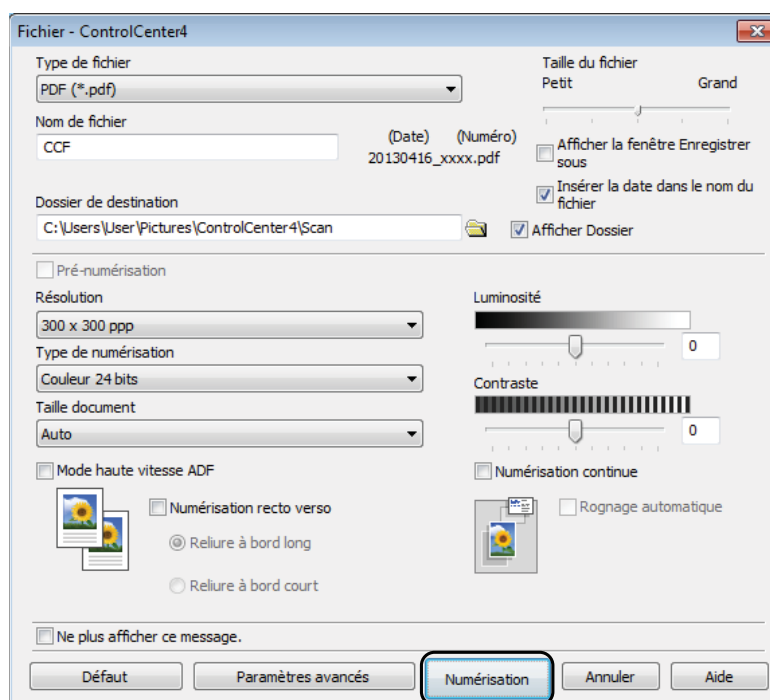 Fichier - ControlCenter4
Type de fichier
PDF (*.pdf)
Taille du fichier
Petit Grand
Nom de fichier
CCF
(Date) (Numéro)
20130416_xxxx.pdf
Afficher la fenêtre Enregistrer
sous
Insérer la date dans le nom du
fichier
Dossier de destination
C:\Users\User\Pictures\ControlCenter4\Scan
Afficher Dossier
Pré-numérisation
Résolution
300 x 300 ppp
Type de numérisation
Couleur 24 bits
Taille document
Auto
Luminosité
0
Contraste
0
Mode haute vitesse ADF
Numérisation recto verso
Reliure à bord long
Reliure à bord court
Numérisation continue
Rognage automatique
Ne plus afficher ce message.
Défaut Paramètres avancés Numérisation Annuler Aide